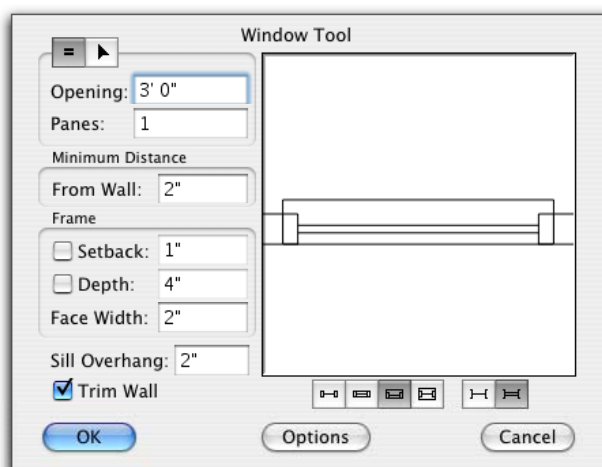 Window Tool
Opening: 3' 0"
Panes: 1
Minimum Distance
From Wall: 2"
Frame
Setback: 1"
Depth: 4"
Face Width: 2"
Sill Overhang: 2"
Trim Wall
OK
Options
Cancel